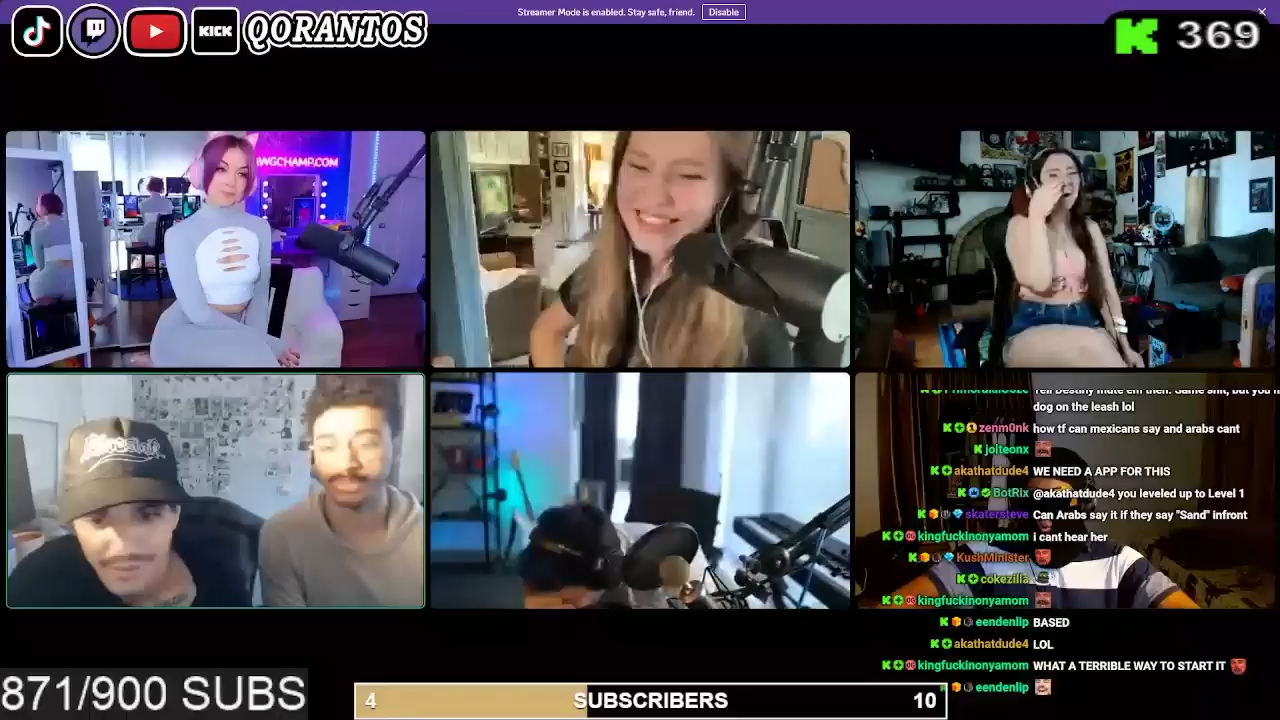 Streamer Mode is enabled. Stay safe, friend. Disable
KICK QORANTOS
369
WGCHAMP.COM
dog on the leash lol
zenm0nk how tf can mexicans say and arabs cant
jolteonx
akathatdude4 WE NEED A APP FOR THIS
BotRix @akathatdude4 you leveled up to Level 1
skatersteve Can Arabs say it if they say "Sand" infront
kingfuckinonyamom i cant hear her
KushMinister
cokezilla
kingfuckinonyamom
eendenlip BASED
akathatdude4 LOL
kingfuckinonyamom WHAT A TERRIBLE WAY TO START IT
eendenlip
871/900 SUBS
4 SUBSCRIBERS 10